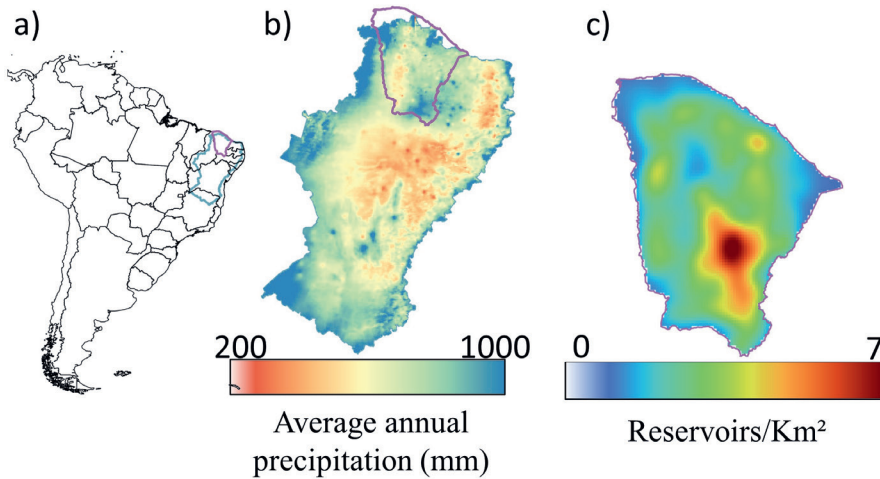 a)
b)
c)
200
1000
Average annual
precipitation (mm)
0
7
Reservoirs/Km²